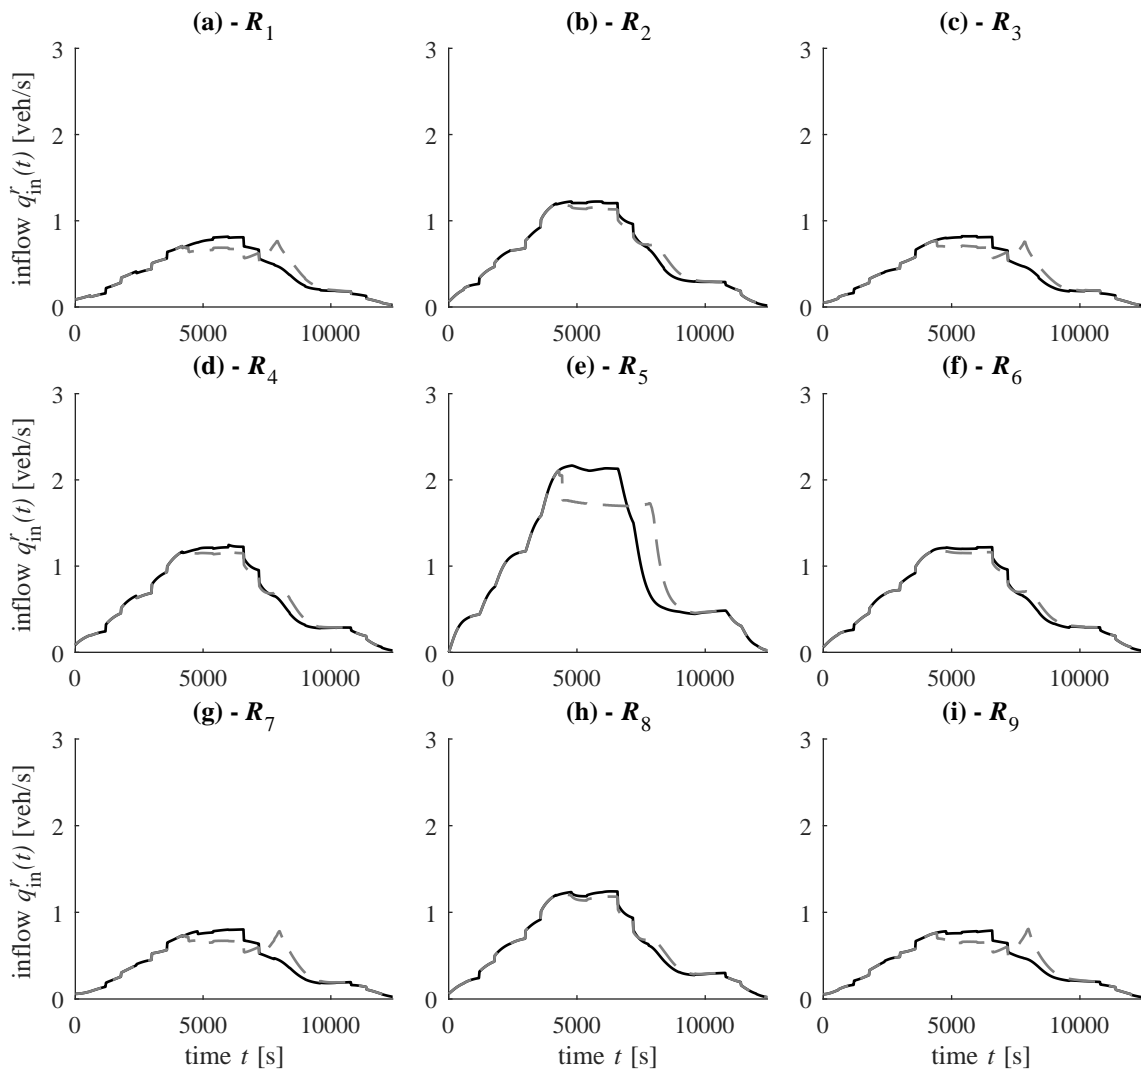 (a) - R1 (b) - R2 (c) - R3
inflow q^r_in(t) [veh/s]
3 3 3
2 2 2
1 1 1
0 0 0
0 5000 10000 0 5000 10000 0 5000 10000
(d) - R4 (e) - R5 (f) - R6
inflow q^r_in(t) [veh/s]
3 3 3
2 2 2
1 1 1
0 0 0
0 5000 10000 0 5000 10000 0 5000 10000
(g) - R7 (h) - R8 (i) - R9
inflow q^r_in(t) [veh/s]
3 3 3
2 2 2
1 1 1
0 0 0
0 5000 10000 0 5000 10000 0 5000 10000
time t [s] time t [s] time t [s]